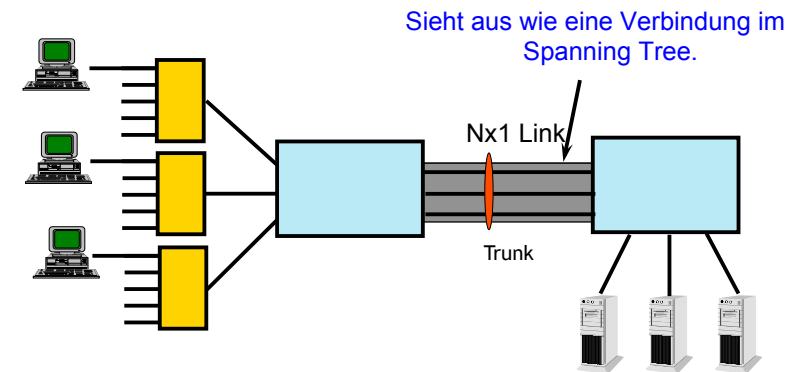 Sieht aus wie eine Verbindung im
Spanning Tree.
Nx1 Link
Trunk